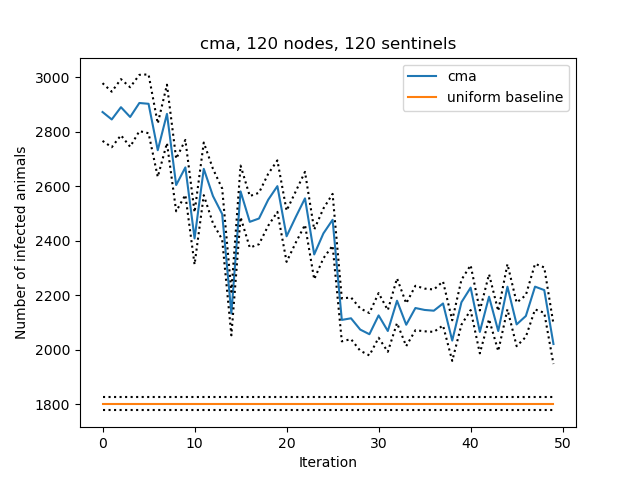 cma, 120 nodes, 120 sentinels
cma
uniform baseline
Number of infected animals
3000
2800
2600
2400
2200
2000
1800
0 10 20 30 40 50
Iteration